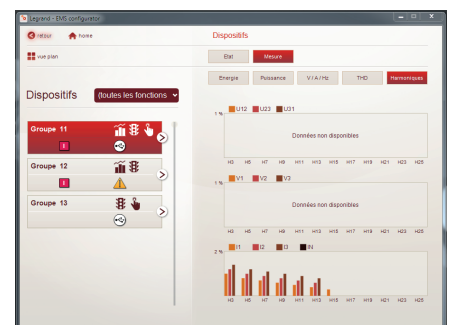 Legrand - EMS configurator
retour
home
Dispositifs
vue plan
Etat
Mesure
Energie
Puissance
V / A / Hz
THD
Harmoniques
Dispositifs
(toutes les fonctions
Groupe 11
I
Groupe 12
I
Groupe 13
U12 U23 U31
1 %
Données non disponibles
H3 H5 H7 H9 H11 H13 H15 H17 H19 H21 H23 H25
V1 V2 V3
1 %
Données non disponibles
H3 H5 H7 H9 H11 H13 H15 H17 H19 H21 H23 H25
I1 I2 I3 IN
2 %
H3 H5 H7 H9 H11 H13 H15 H17 H19 H21 H23 H25